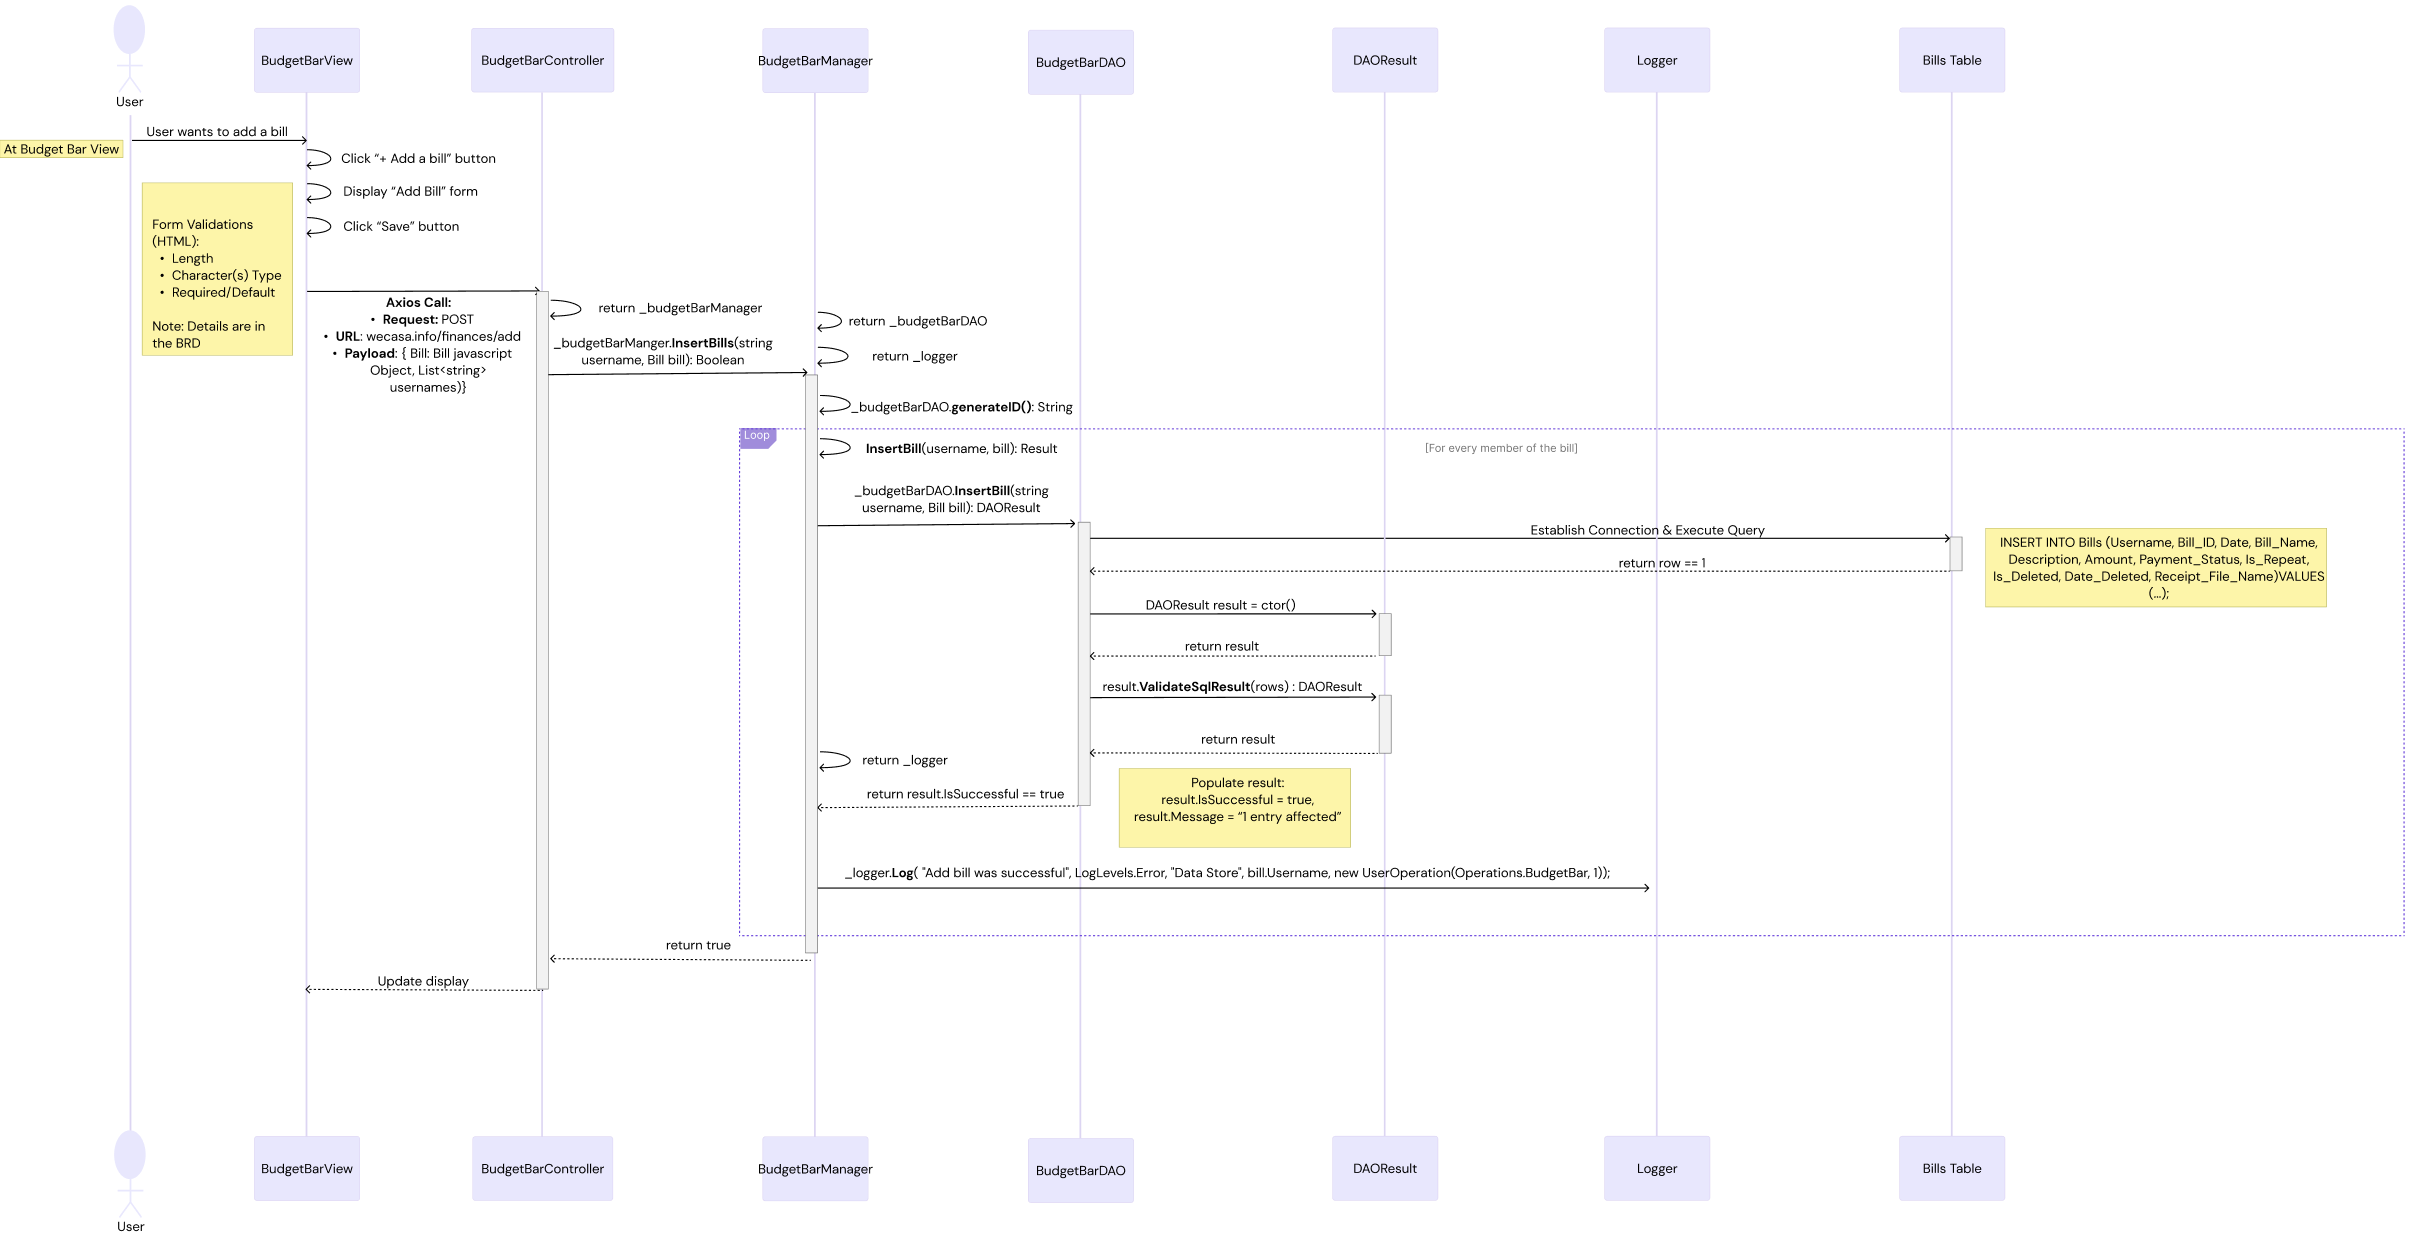 User
BudgetBarView
BudgetBarController
BudgetBarManager
BudgetBarDAO
DAOResult
Logger
Bills Table
User wants to add a bill
At Budget Bar View
Click “+ Add a bill” button
Display “Add Bill” form
Click “Save” button
Form Validations
(HTML):
• Length
• Character(s) Type
• Required/Default
Note: Details are in
the BRD
Axios Call:
• Request: POST
• URL: wecasa.info/finances/add
• Payload: { Bill: Bill javascript
Object, List<string>
usernames)}
return _budgetBarManager
return _budgetBarDAO
_budgetBarManger.InsertBills(string
username, Bill bill): Boolean
return _logger
_budgetBarDAO.generateID(): String
Loop
[For every member of the bill]
InsertBill(username, bill): Result
_budgetBarDAO.InsertBill(string
username, Bill bill): DAOResult
Establish Connection & Execute Query
return row == 1
INSERT INTO Bills (Username, Bill_ID, Date, Bill_Name,
Description, Amount, Payment_Status, Is_Repeat,
Is_Deleted, Date_Deleted, Receipt_File_Name)VALUES
(...);
DAOResult result = ctor()
return result
result.ValidateSqlResult(rows) : DAOResult
return result
return _logger
return result.IsSuccessful == true
Populate result:
result.IsSuccessful = true,
result.Message = “1 entry affected”
_logger.Log( "Add bill was successful", LogLevels.Error, "Data Store", bill.Username, new UserOperation(Operations.BudgetBar, 1));
return true
Update display
BudgetBarView
BudgetBarController
BudgetBarManager
BudgetBarDAO
DAOResult
Logger
Bills Table
User